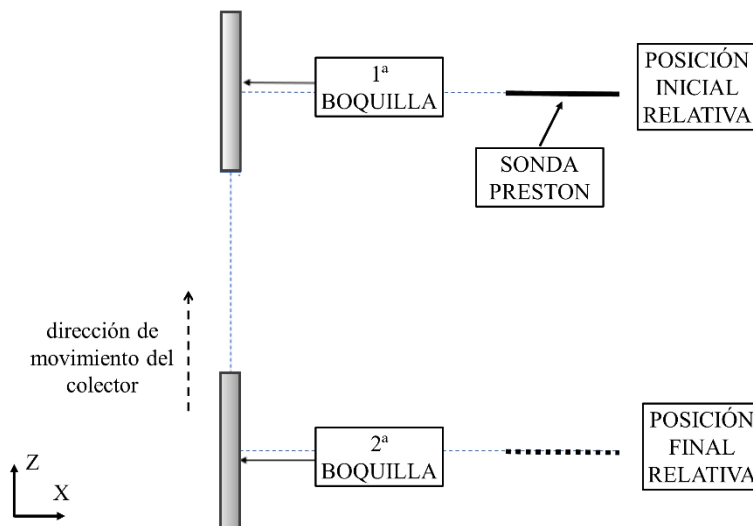 1ª
BOQUILLA
POSICIÓN
INICIAL
RELATIVA
SONDA
PRESTON
dirección de
movimiento del
colector
2ª
BOQUILLA
POSICIÓN
FINAL
RELATIVA
Z
X